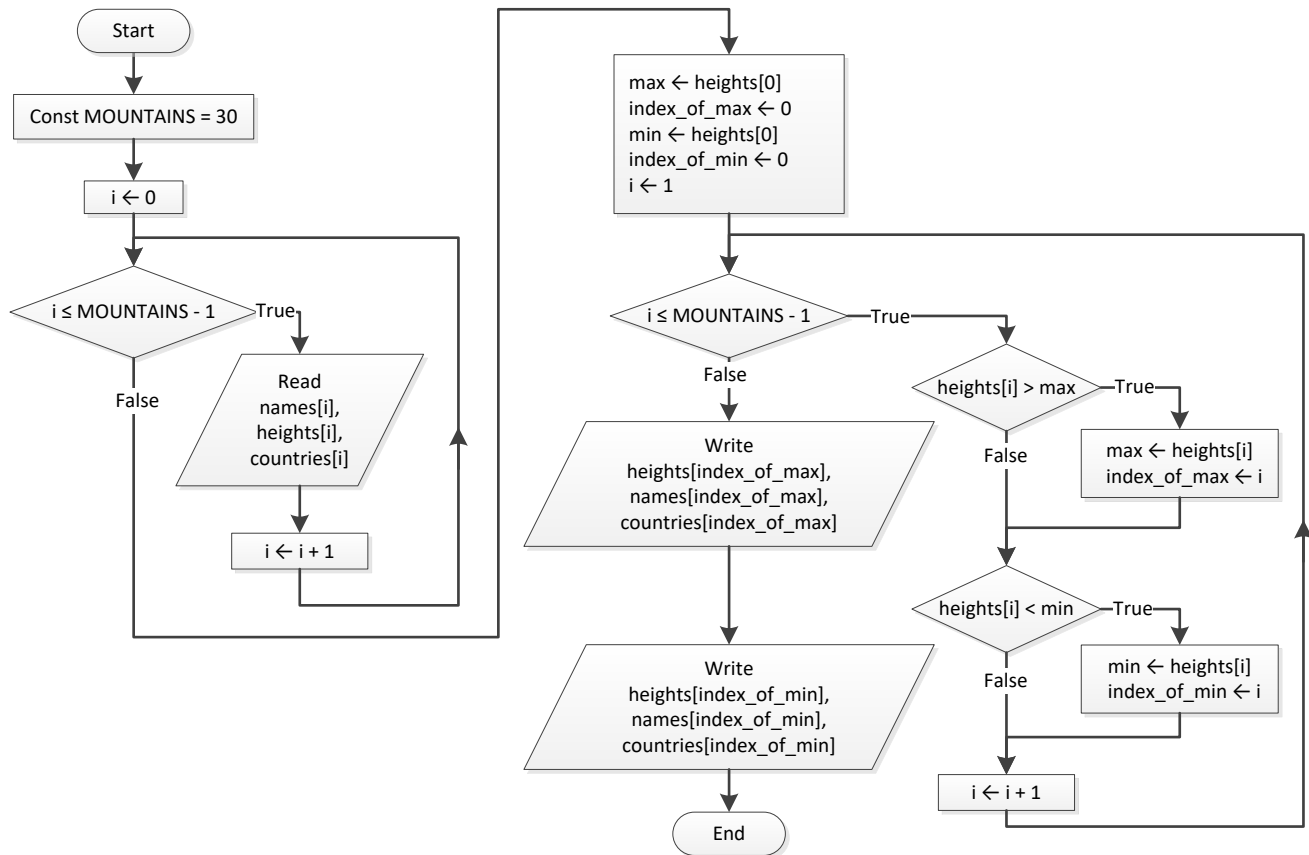 Start
Const MOUNTAINS = 30
i ← 0
i ≤ MOUNTAINS - 1
True
False
Read
names[i],
heights[i],
countries[i]
i ← i + 1
max ← heights[0]
index_of_max ← 0
min ← heights[0]
index_of_min ← 0
i ← 1
i ≤ MOUNTAINS - 1
True
False
heights[i] > max
True
False
max ← heights[i]
index_of_max ← i
heights[i] < min
True
False
min ← heights[i]
index_of_min ← i
i ← i + 1
Write
heights[index_of_max],
names[index_of_max],
countries[index_of_max]
Write
heights[index_of_min],
names[index_of_min],
countries[index_of_min]
End